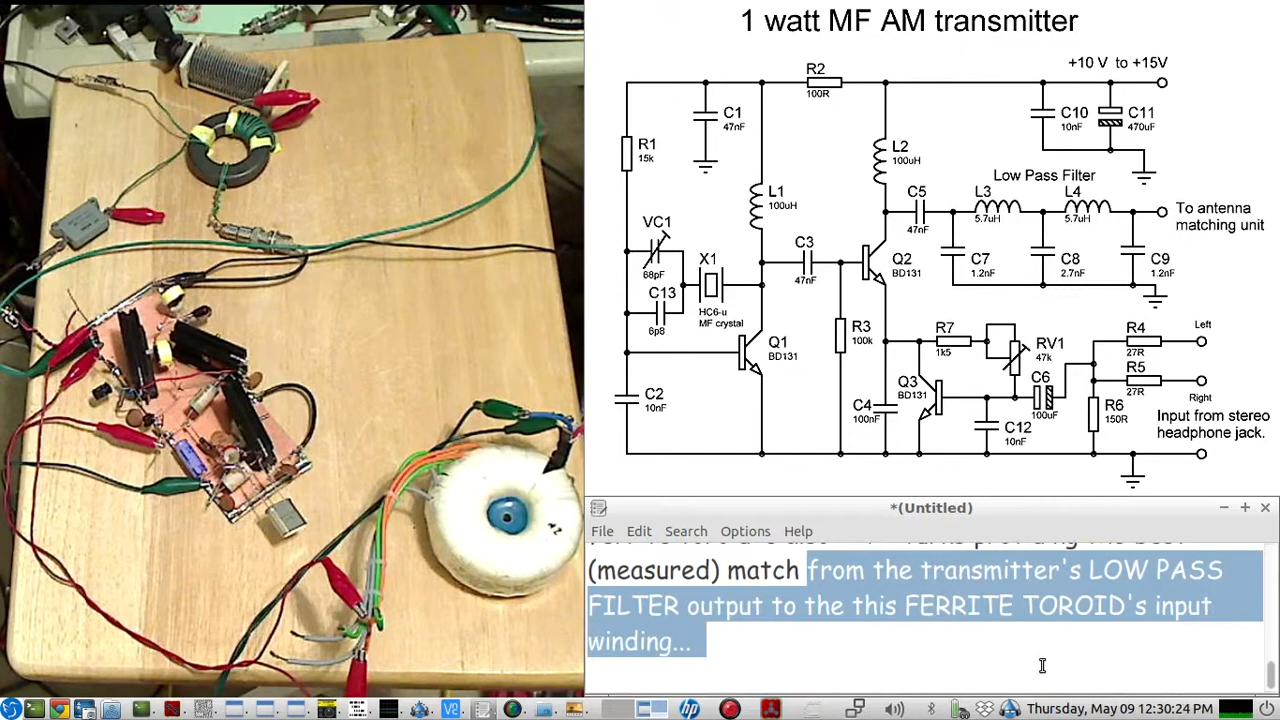 1 watt MF AM transmitter
+10 V to +15V
R2
100R
C1
47nF
C10
10nF
C11
470uF
R1
15k
L2
100uH
Low Pass Filter
L1
100uH
C5
47nF
L3
5.7uH
L4
5.7uH
To antenna
matching unit
VC1
68pF
X1
HC6-u
MF crystal
C3
47nF
Q2
BD131
C7
1.2nF
C8
2.7nF
C9
1.2nF
C13
6p8
R3
100k
R7
1k5
RV1
47k
R4
27R
Left
Q1
BD131
Q3
BD131
R5
27R
Right
C2
10nF
C4
100nF
C6
100uF
R6
150R
C12
10nF
Input from stereo
headphone jack.
*(Untitled)
File Edit Search Options Help
(measured) match from the transmitter's LOW PASS
FILTER output to the this FERRITE TOROID's input
winding...
Thursday May 09 12:30:24 PM